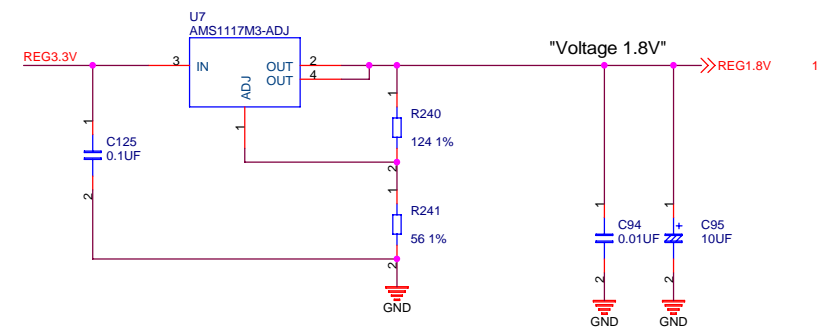 U7
AMS1117M3-ADJ
"Voltage 1.8V"
REG3.3V
3
IN
OUT
2
REG1.8V
1
OUT
4
ADJ
1
1
R240
124 1%
2
1
C125
0.1UF
2
1
R241
56 1%
2
GND
1
C94
0.01UF
2
GND
1
+
C95
10UF
2
GND